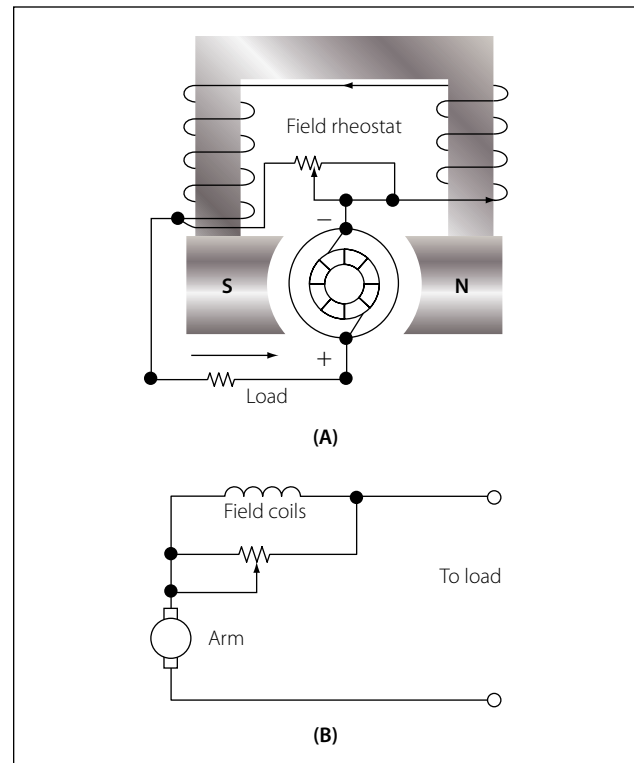 Field rheostat
−
S
N
+
Load
(A)
Field coils
To load
Arm
(B)